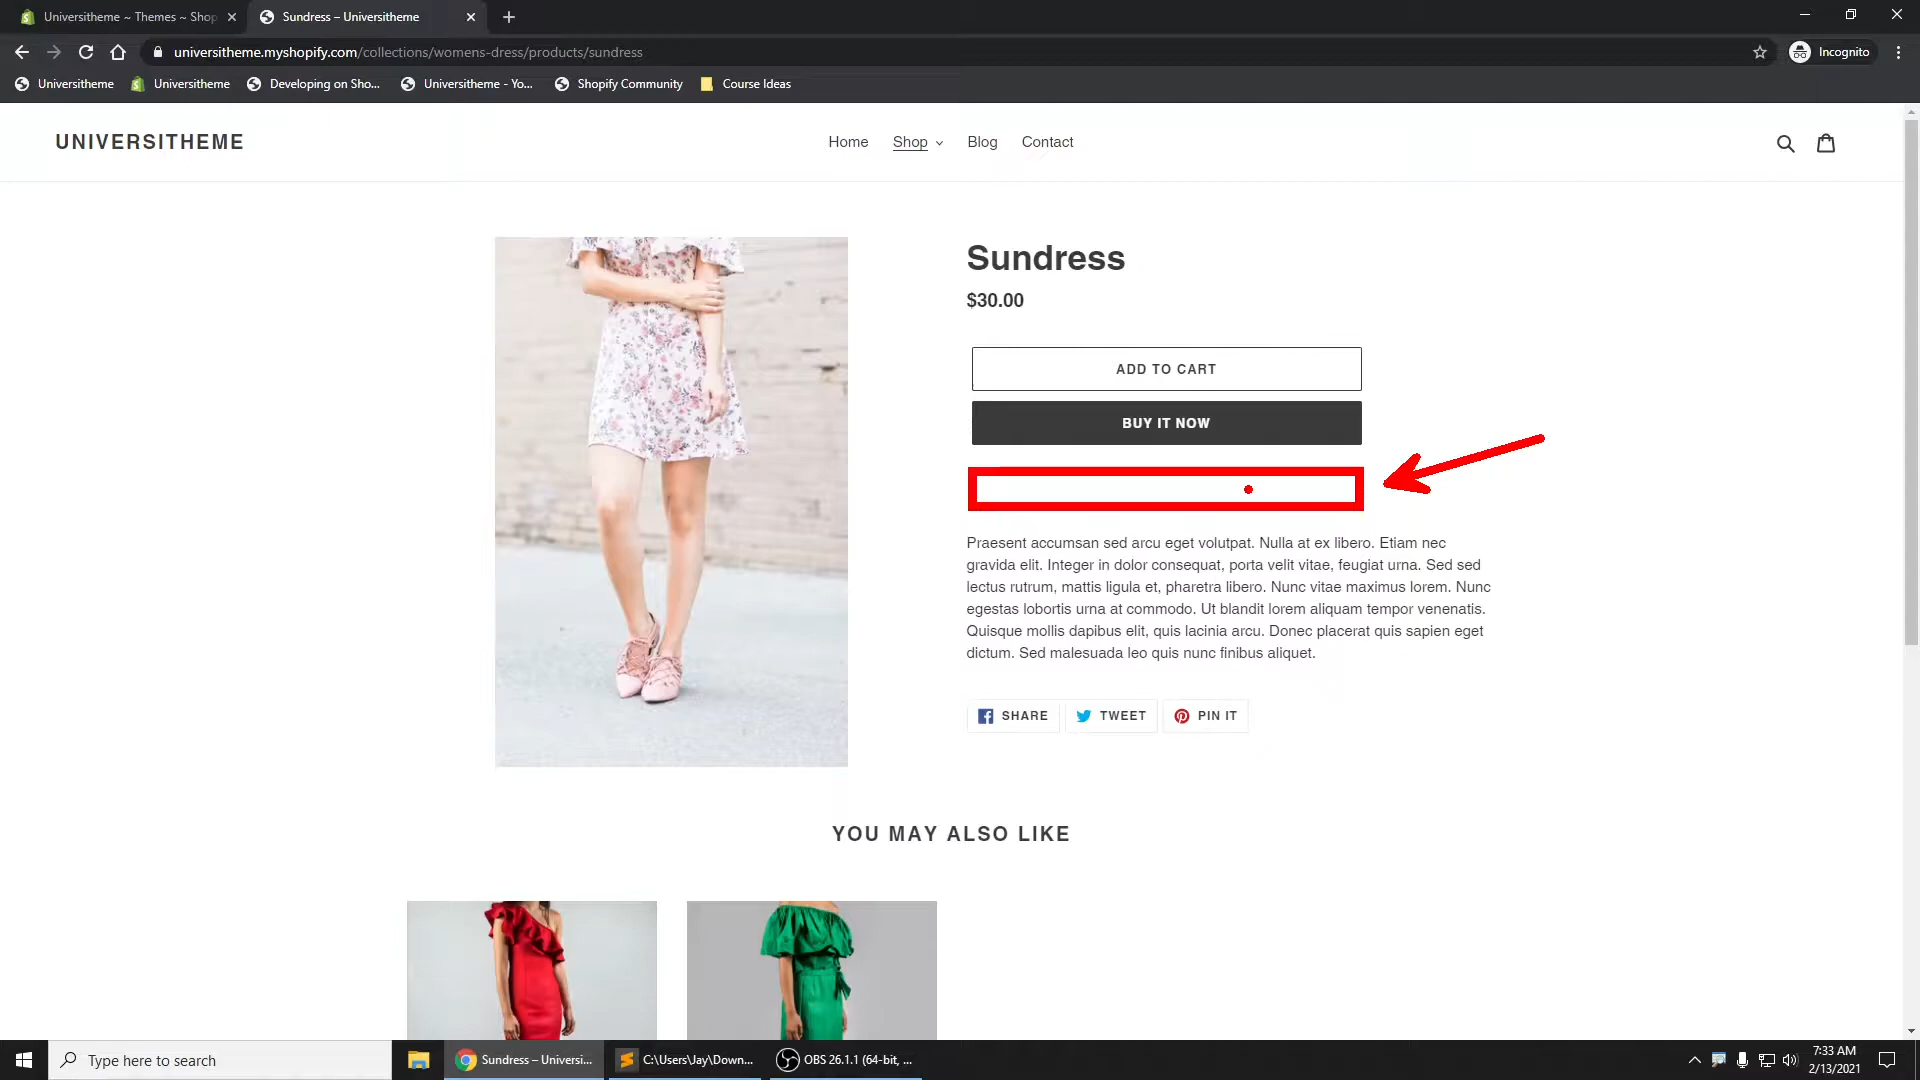 Universitheme ~ Themes ~ Shop
Sundress – Universitheme
universitheme.myshopify.com/collections/womens-dress/products/sundress
Incognito
Universitheme
Universitheme
Developing on Sho...
Universitheme - Yo...
Shopify Community
Course Ideas
UNIVERSITHEME
Home
Shop
Blog
Contact
Sundress
$30.00
ADD TO CART
BUY IT NOW
Praesent accumsan sed arcu eget volutpat. Nulla at ex libero. Etiam nec
gravida elit. Integer in dolor consequat, porta velit vitae, feugiat urna. Sed sed
lectus rutrum, mattis ligula et, pharetra libero. Nunc vitae maximus lorem. Nunc
egestas lobortis urna at commodo. Ut blandit lorem aliquam tempor venenatis.
Quisque mollis dapibus elit, quis lacinia arcu. Donec placerat quis sapien eget
dictum. Sed malesuada leo quis nunc finibus aliquet.
SHARE
TWEET
PIN IT
YOU MAY ALSO LIKE
Type here to search
Sundress – Universi...
C:\Users\Jay\Down...
OBS 26.1.1 (64-bit, ...
7:33 AM
2/13/2021